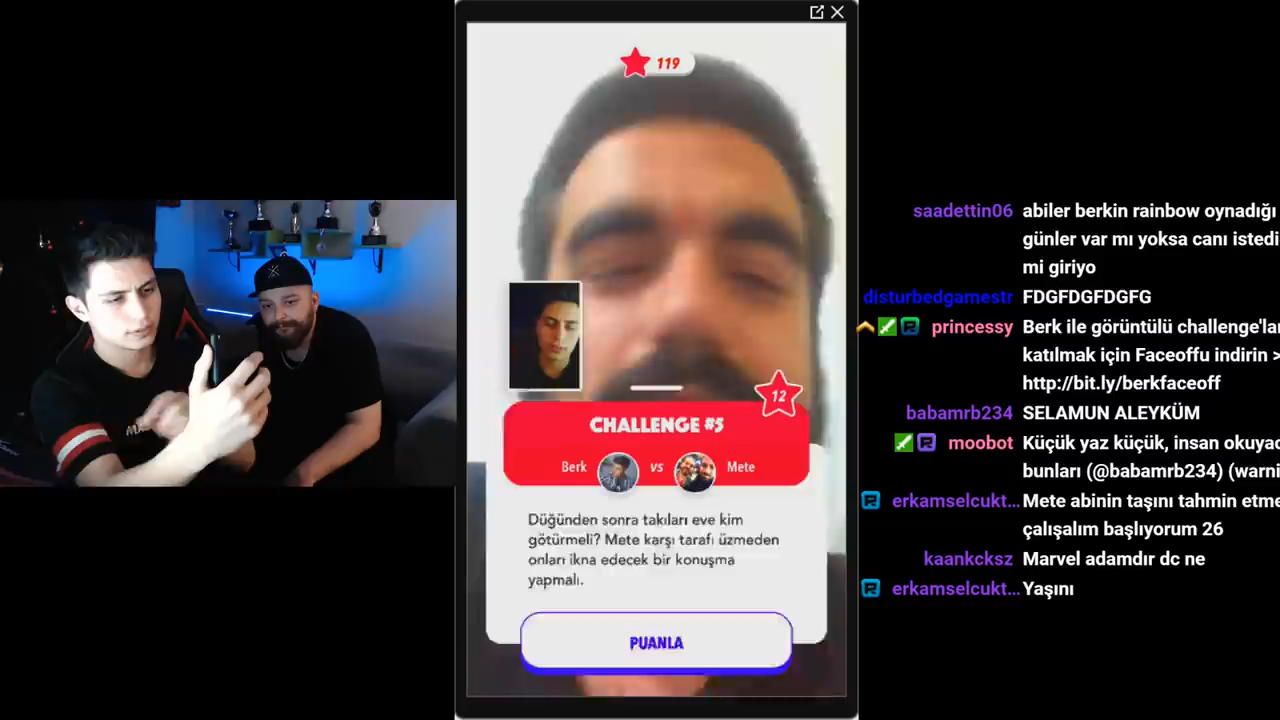 119
12
CHALLENGE #5
Berk vs Mete
Düğünden sonra takıları eve kim
götürmeli? Mete karşı tarafı üzmeden
onları ikna edecek bir konuşma
yapmalı.
PUANLA
saadettin06 abiler berkin rainbow oynadığı
günler var mı yoksa canı istedi
mi giriyo
disturbedgamestr FDGFDGFDGFG
princessy Berk ile görüntülü challenge'la
katılmak için Faceoffu indirin >
http://bit.ly/berkfaceoff
babamrb234 SELAMUN ALEYKÜM
moobot Küçük yaz küçük, insan okuya
bunları (@babamrb234) (warni
erkamselcukt... Mete abinin taşını tahmin etme
çalışalım başlıyorum 26
kaankcksz Marvel adamdır dc ne
erkamselcukt... Yaşını